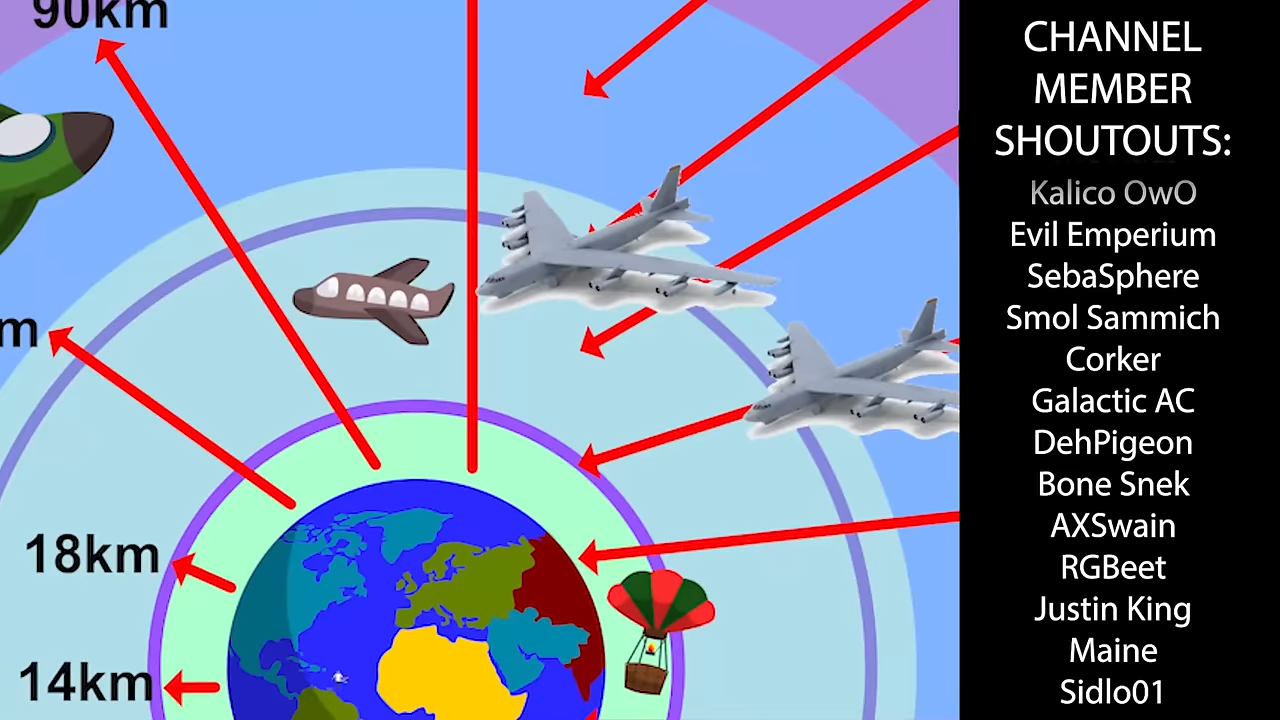 90km
m
18km
14km
CHANNEL
MEMBER
SHOUTOUTS:
Kalico OwO
Evil Emperium
SebaSphere
Smol Sammich
Corker
Galactic AC
DehPigeon
Bone Snek
AXSwain
RGBeet
Justin King
Maine
Sidlo01